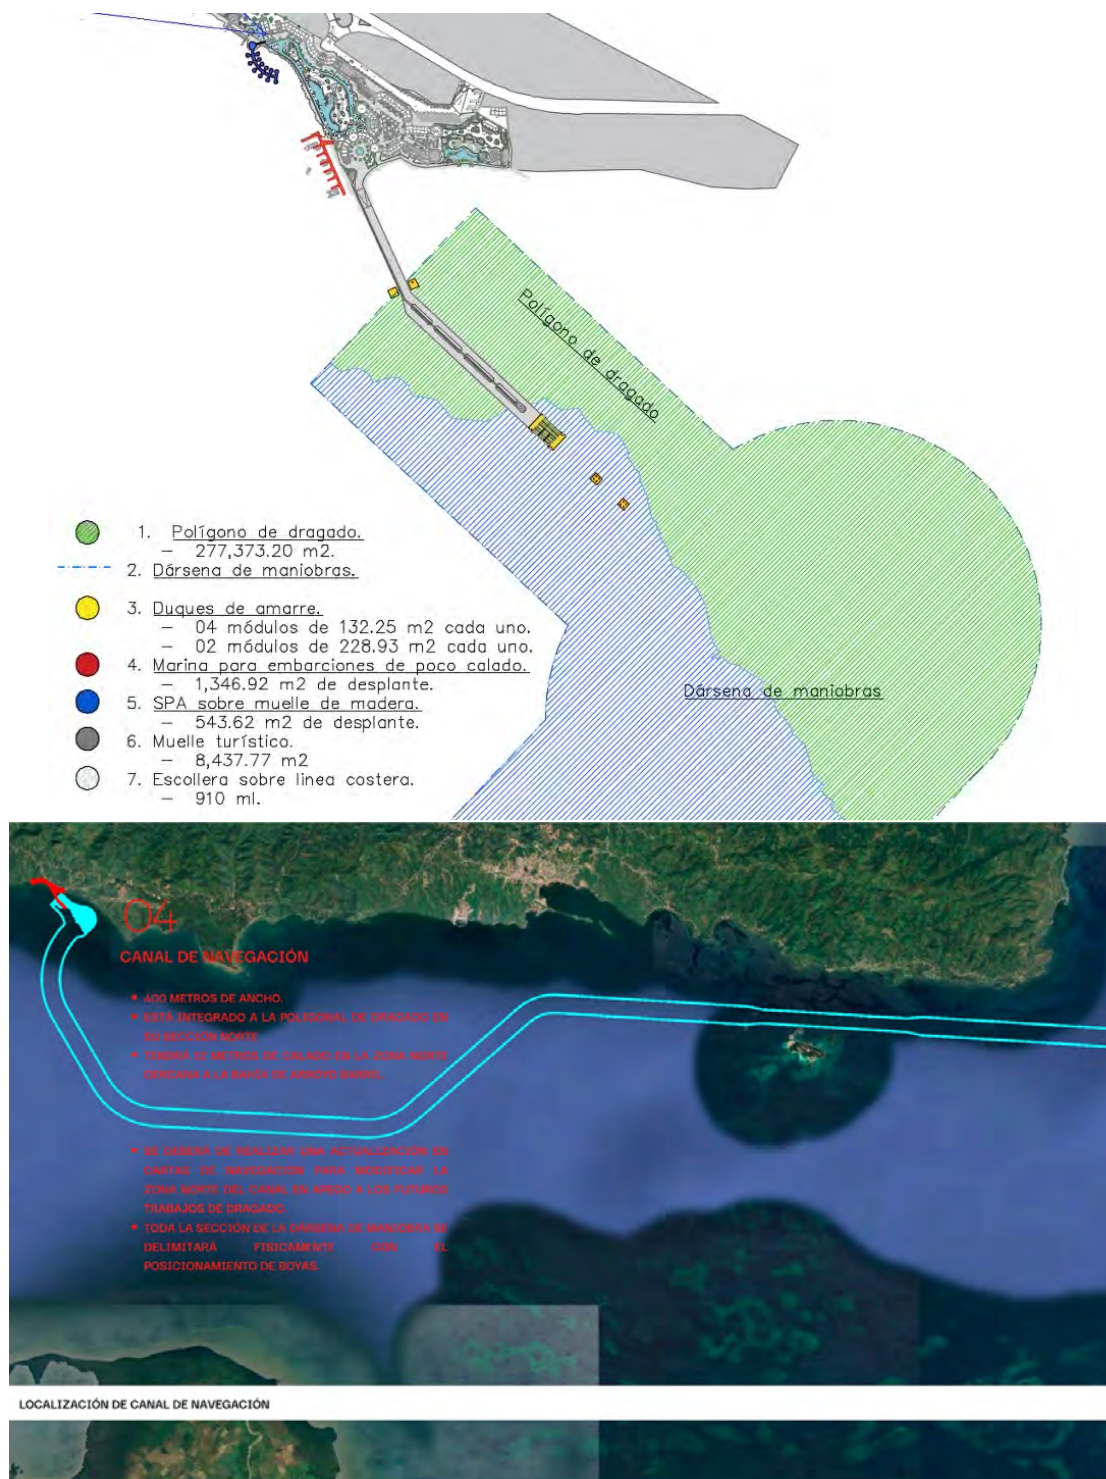 Polígono de dragado
1. Polígono de dragado.
– 277,373.20 m2.
2. Dársena de maniobras.
3. Duques de amarre.
– 04 módulos de 132.25 m2 cada uno.
– 02 módulos de 228.93 m2 cada uno.
4. Marina para embarciones de poco calado.
– 1,346.92 m2 de desplante.
Dársena de maniobras
5. SPA sobre muelle de madera.
– 543.62 m2 de desplante.
6. Muelle turístico.
– 8,437.77 m2
7. Escollera sobre linea costera.
– 910 ml.
04
CANAL DE NAVEGACIÓN
• 400 METROS DE ANCHO.
• ESTÁ INTEGRADO A LA POLIGONAL DE DRAGADO EN
SU SECCIÓN NORTE
• TENDRÁ METROS DE CALADO EN LA ZONA NORTE
CERCANA A LA BAHÍA DE ARROYO BARRIL.
• SE DEBERÁ DE REALIZAR UNA ACTUALIZACIÓN EN
CARTAS DE NAVEGACIÓN PARA MODIFICAR LA
ZONA NORTE DEL CANAL EN APEGO A LOS FUTUROS
TRABAJOS DE DRAGADO.
• TODA LA SECCIÓN DE LA DÁRSENA DE MANIOBRA SE
DELIMITARÁ FISICAMENTE CON EL
POSICIONAMIENTO DE BOYAS.
LOCALIZACIÓN DE CANAL DE NAVEGACIÓN